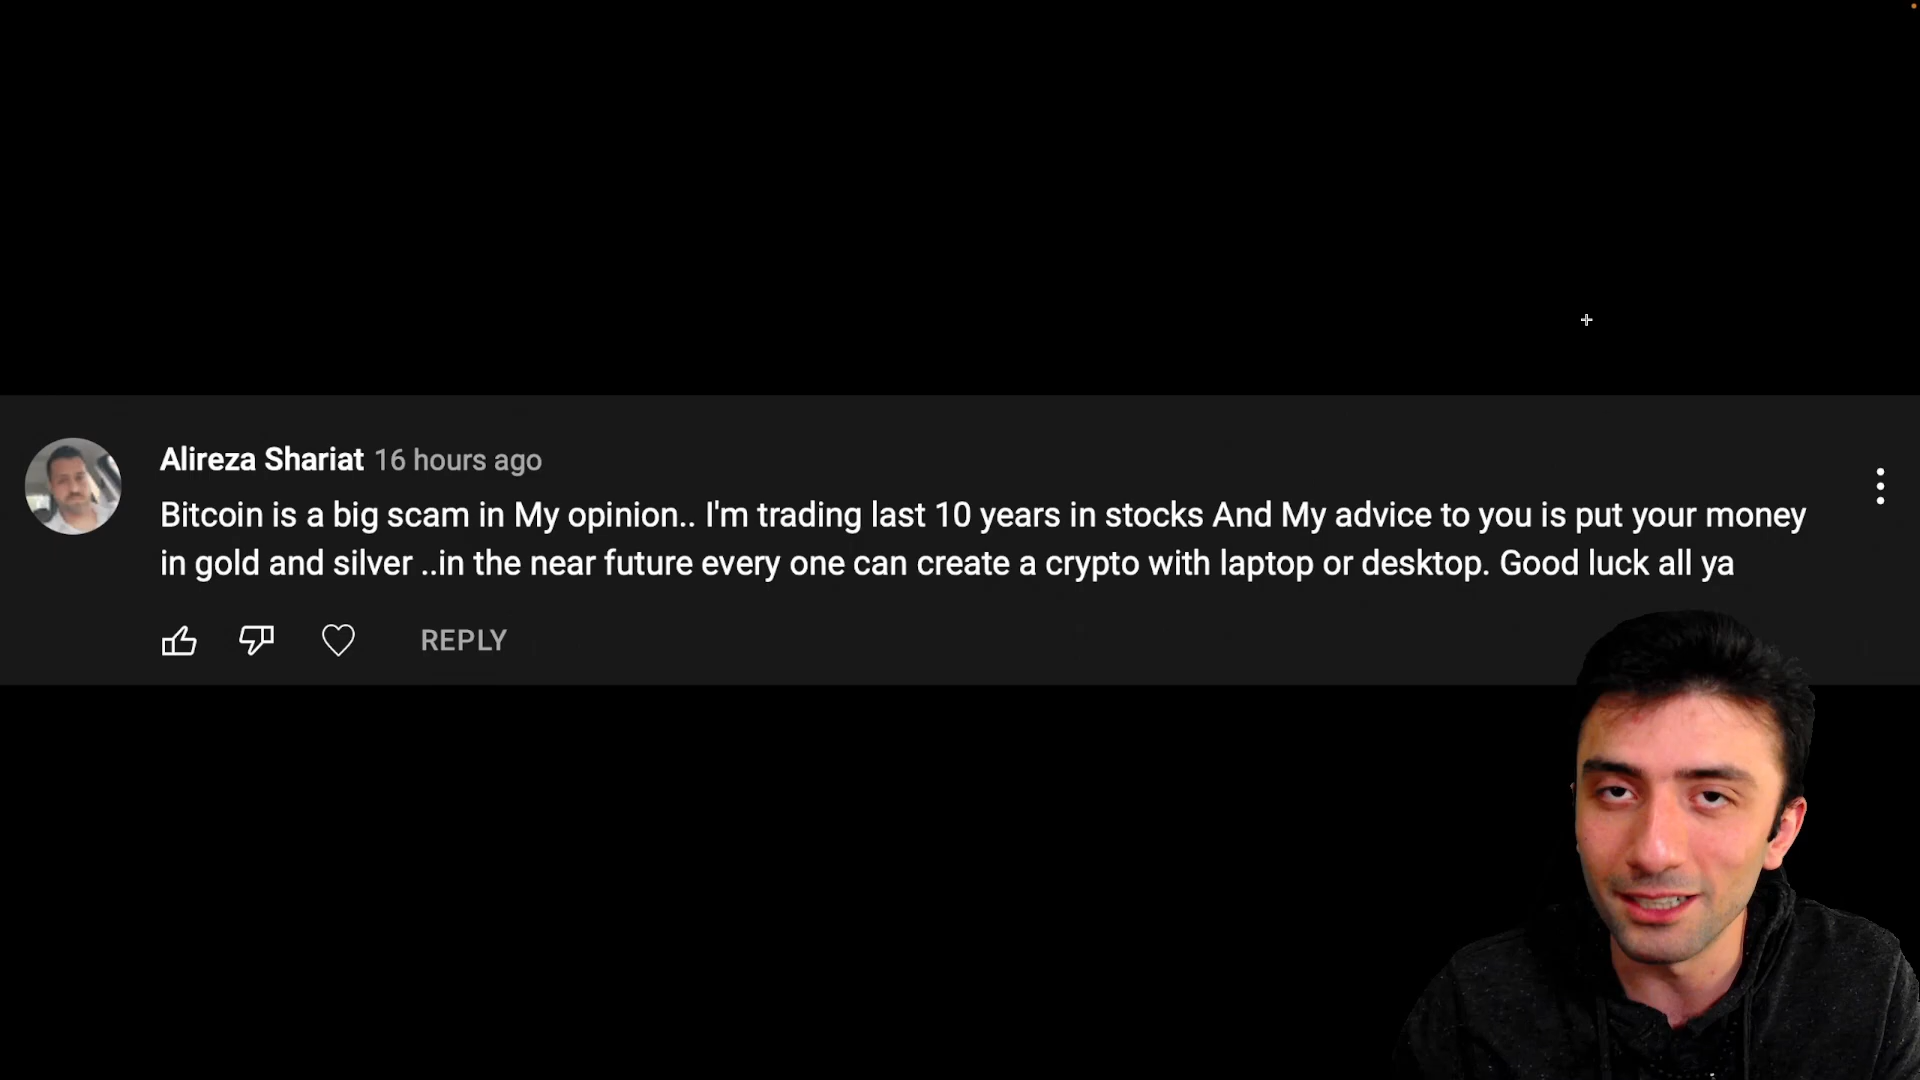 Alireza Shariat 16 hours ago
Bitcoin is a big scam in My opinion.. I'm trading last 10 years in stocks And My advice to you is put your money
in gold and silver ..in the near future every one can create a crypto with laptop or desktop. Good luck all ya
REPLY